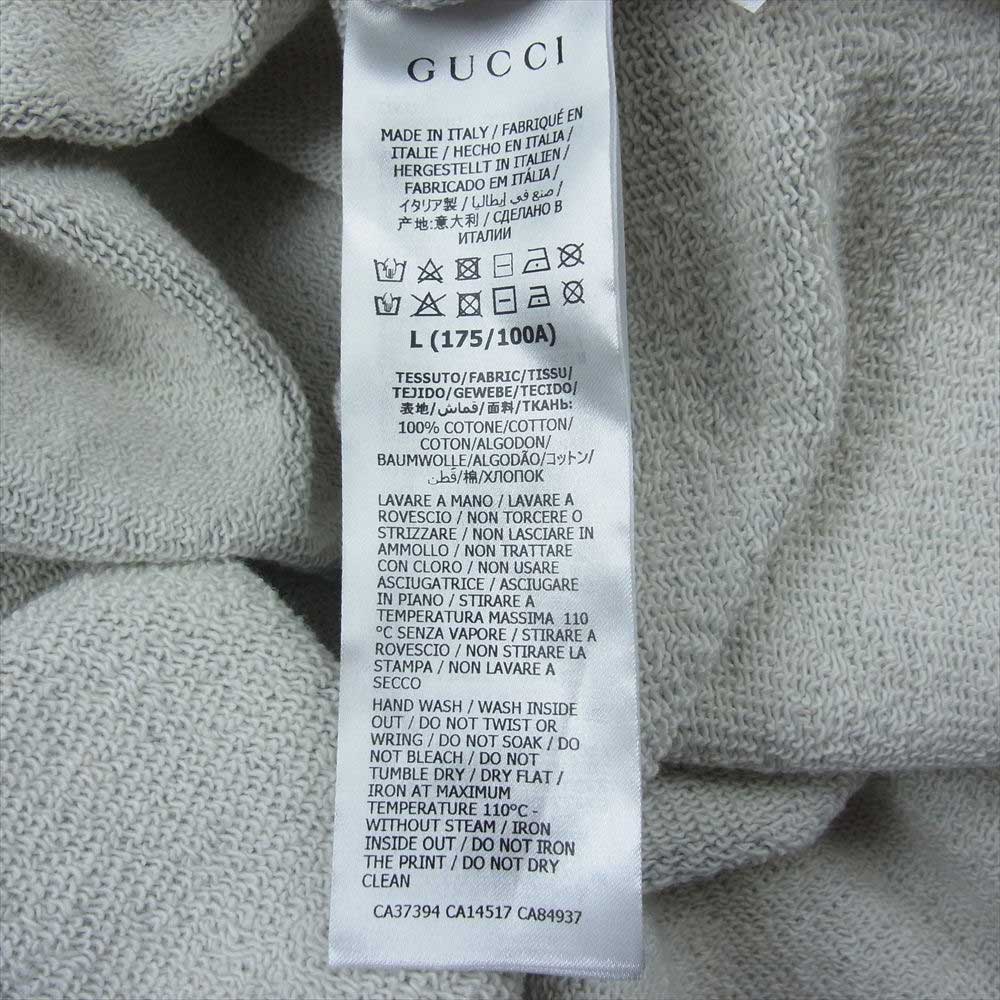 GUCCI
MADE IN ITALY / FABRIQUÉ EN
ITALIE / HECHO EN ITALIA /
HERGESTELLT IN ITALIEN /
FABRICADO EM ITÁLIA /
イタリア製 / صنع في إيطاليا /
产地:意大利 / СДЕЛАНО В
ИТАЛИИ
L (175/100A)
TESSUTO/FABRIC/TISSU/
TEJIDO/GEWEBE/TECIDO/
表地/قماش/面料/ТКАНЬ:
100% COTONE/COTTON/
COTON/ALGODON/
BAUMWOLLE/ALGODÃO/コットン/
قطن/棉/ХЛОПОК
LAVARE A MANO / LAVARE A
ROVESCIO / NON TORCERE O
STRIZZARE / NON LASCIARE IN
AMMOLLO / NON TRATTARE
CON CLORO / NON USARE
ASCIUGATRICE / ASCIUGARE
IN PIANO / STIRARE A
TEMPERATURA MASSIMA 110
°C SENZA VAPORE / STIRARE A
ROVESCIO / NON STIRARE LA
STAMPA / NON LAVARE A
SECCO
HAND WASH / WASH INSIDE
OUT / DO NOT TWIST OR
WRING / DO NOT SOAK / DO
NOT BLEACH / DO NOT
TUMBLE DRY / DRY FLAT /
IRON AT MAXIMUM
TEMPERATURE 110°C -
WITHOUT STEAM / IRON
INSIDE OUT / DO NOT IRON
THE PRINT / DO NOT DRY
CLEAN
CA37394 CA14517 CA84937